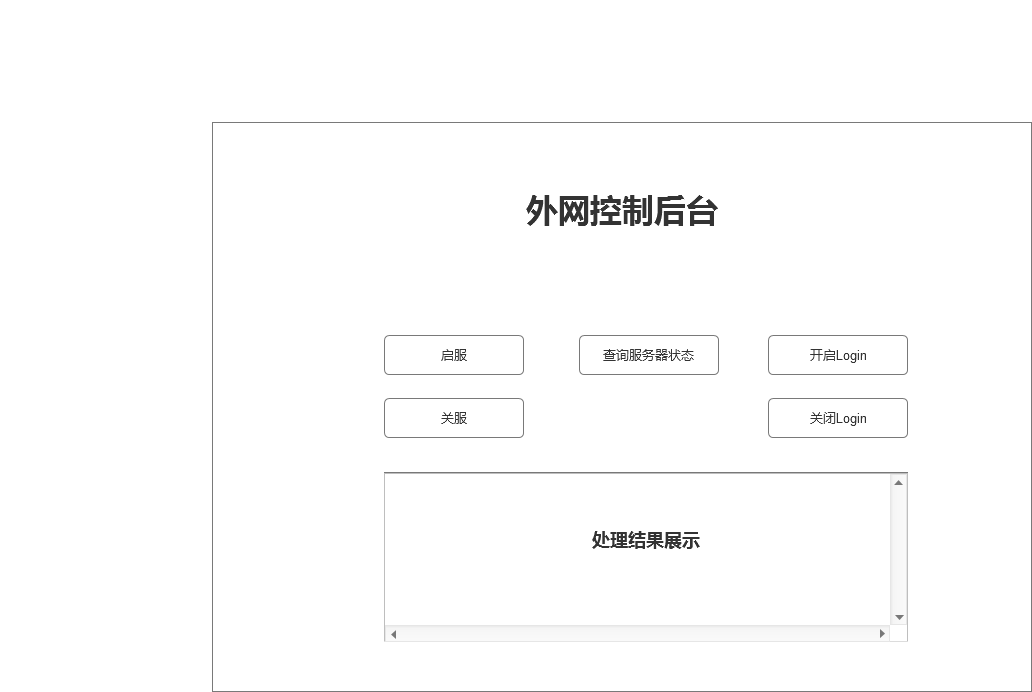 外网控制后台
启服
查询服务器状态
开启Login
关服
关闭Login
处理结果展示